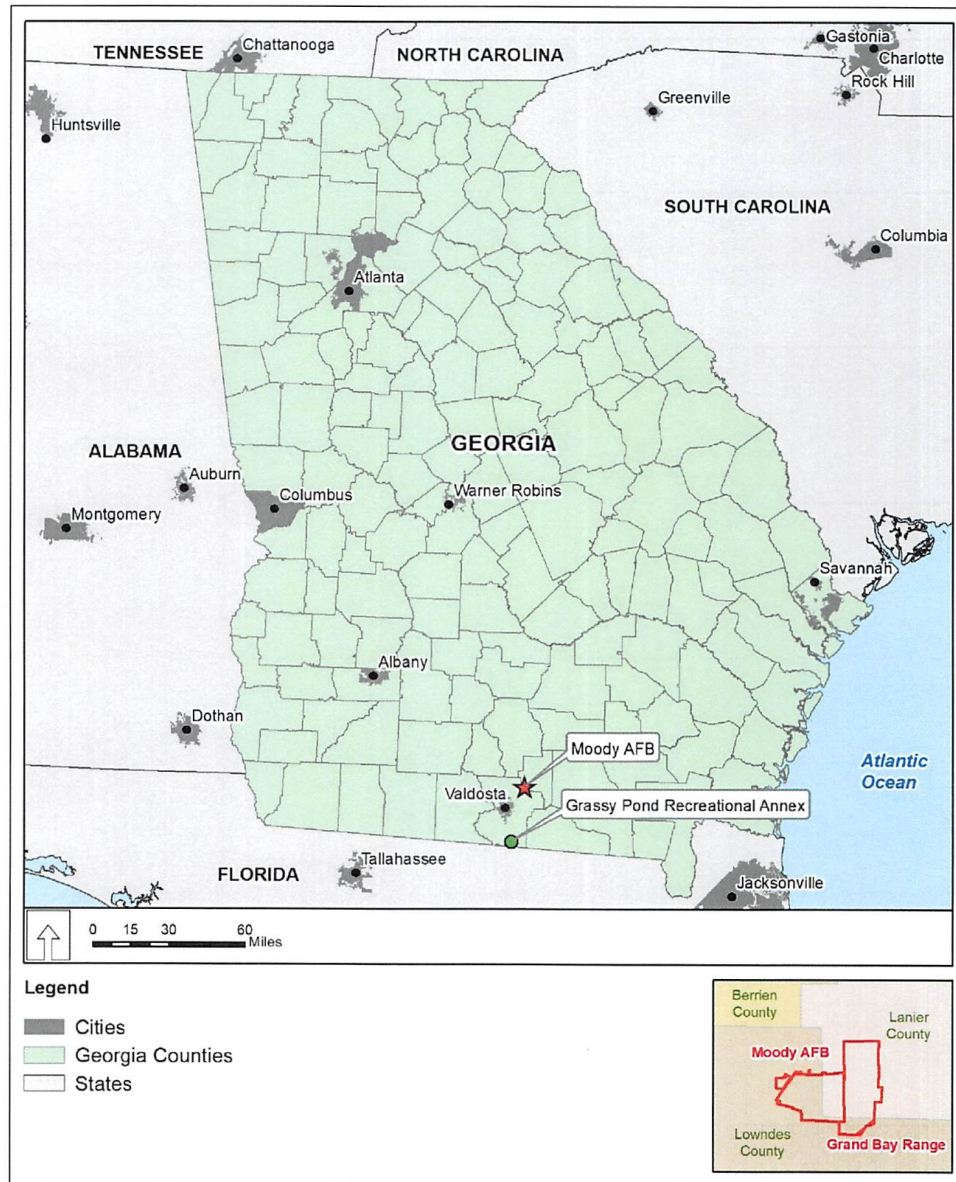 TENNESSEE
Chattanooga
NORTH CAROLINA
Gastonia
Charlotte
Rock Hill
Greenville
Huntsville
SOUTH CAROLINA
Columbia
Atlanta
GEORGIA
ALABAMA
Auburn
Columbus
Warner Robins
Montgomery
Savannah
Albany
Dothan
Moody AFB
Atlantic
Ocean
Valdosta
Grassy Pond Recreational Annex
Tallahassee
FLORIDA
Jacksonville
0 15 30 60
Miles
Legend
Cities
Georgia Counties
States
Berrien
County
Lanier
County
Moody AFB
Lowndes
County
Grand Bay Range